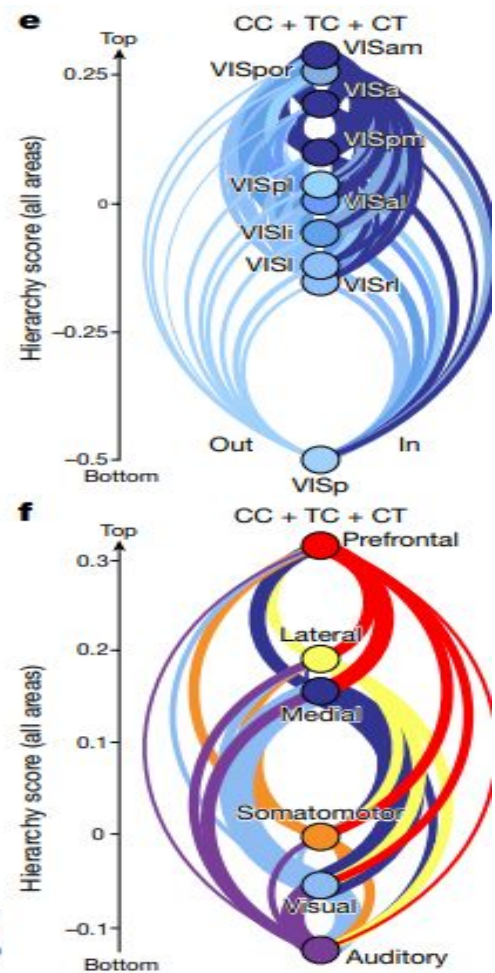 e
CC + TC + CT
Top
VISam
VISpor
0.25
VISa
VISpm
VISpl
0
VISal
VISli
VISl
VISrl
−0.25
Hierarchy score (all areas)
Out
In
−0.5
Bottom
VISp
f
CC + TC + CT
Top
Prefrontal
0.3
Lateral
0.2
Medial
0.1
Hierarchy score (all areas)
Somatomotor
0
Visual
−0.1
Auditory
Bottom